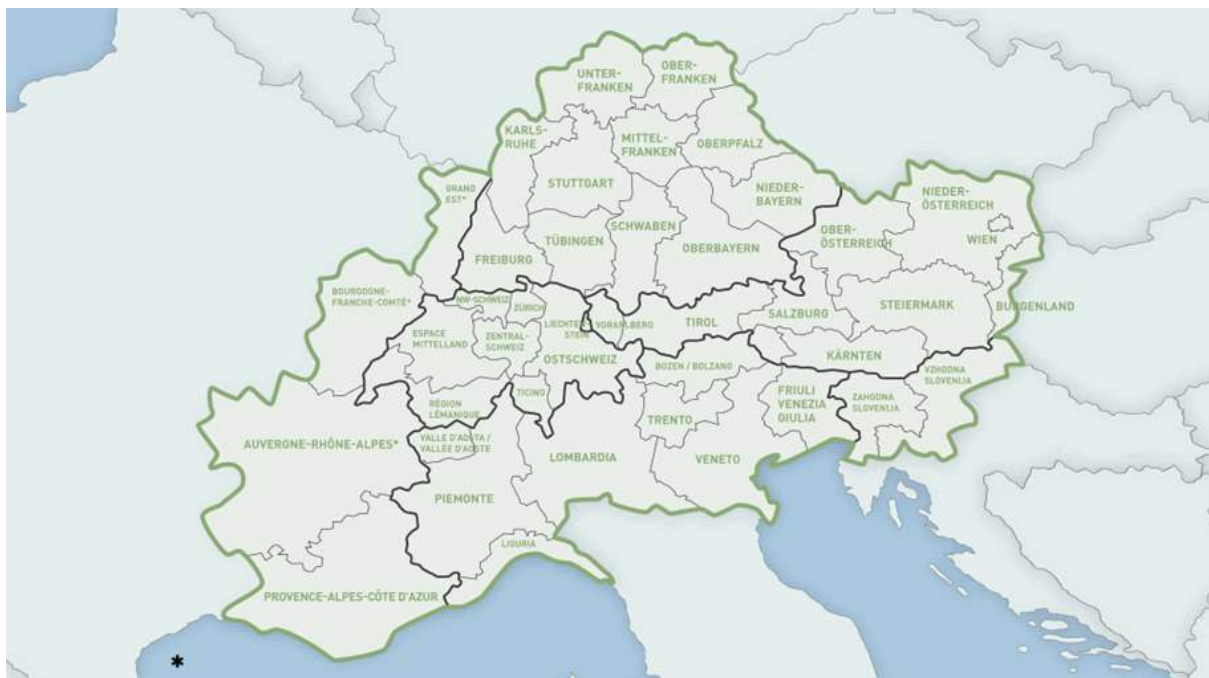 UNTER-
FRANKEN
OBER-
FRANKEN
KARLS-
RUHE
MITTEL-
FRANKEN
OBERPFALZ
GRAND
EST*
STUTTGART
NIEDER-
BAYERN
NIEDER-
ÖSTERREICH
SCHWABEN
TÜBINGEN
OBERBAYERN
OBER-
ÖSTERREICH
WIEN
FREIBURG
BOUROOGNE-
FRANCHE-COMTÉ*
NW-SCHWEIZ
ZÜRICH
STEIERMARK
BURGENLAND
LIECHTEN-
STEIN
VORARLBERG
TIROL
SALZBURG
ESPACE
MITTELLAND
ZENTRAL-
SCHWEIZ
OSTSCHWEIZ
KÄRNTEN
BOZEN / BOLZANO
VZHODNA
SLOVENIJA
TICINO
FRIULI
VENEZIA
GIULIA
ZAHODNA
SLOVENIJA
RÉGION
LÉMANIQUE
TRENTO
AUVERGNE-RHÔNE-ALPES*
VALLE D'AOSTA /
VALLÉE D'AOSTE
LOMBARDIA
VENETO
PIEMONTE
LIGURIA
PROVENCE-ALPES-CÔTE D'AZUR
*